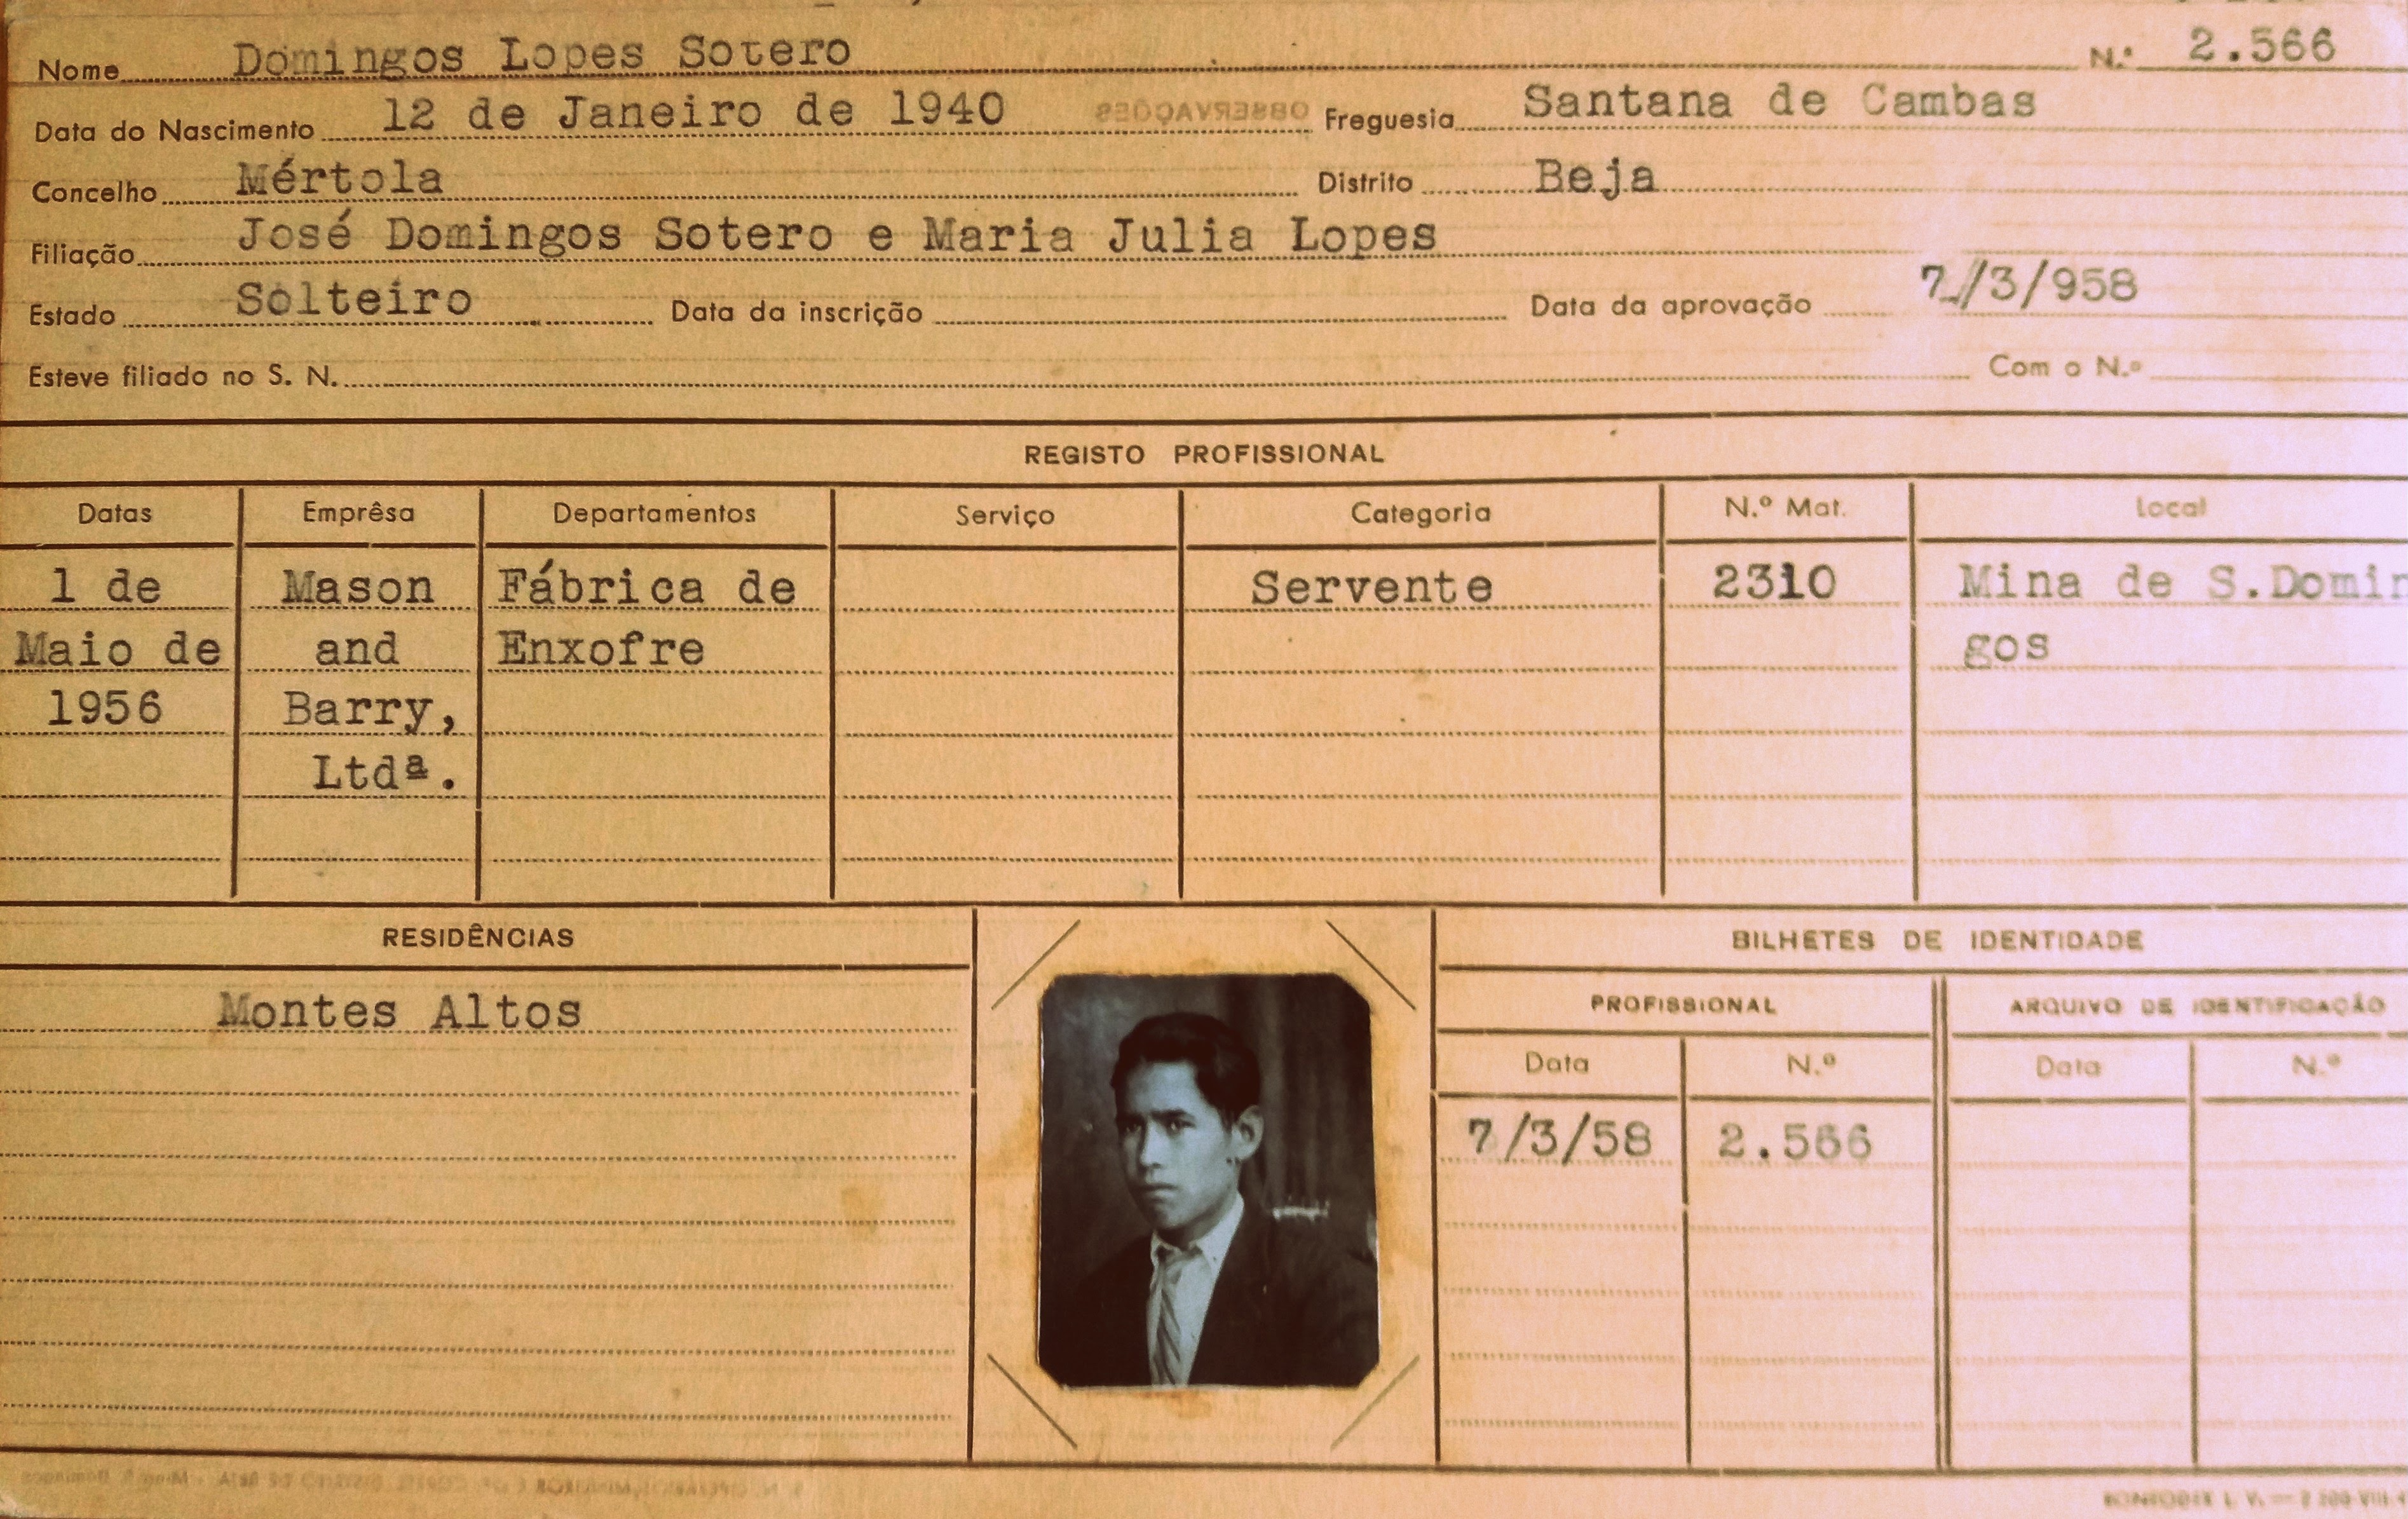 Nome Domingos Lopes Sotero N.º 2.566
Data do Nascimento 12 de Janeiro de 1940 OBSERVAÇÕES Freguesia Santana de Cambas
Concelho Mértola Distrito Beja
Filiação José Domingos Sotero e Maria Julia Lopes
Estado Solteiro Data da inscrição Data da aprovação 7/3/958
Esteve filiado no S. N. Com o N.º
REGISTO PROFISSIONAL
Datas Emprêsa Departamentos Serviço Categoria N.º Mat. Local
1 de Mason Fábrica de Servente 2310 Mina de S.Domin
Maio de and Enxofre gos
1956 Barry,
Ltdª.
RESIDÊNCIAS BILHETES DE IDENTIDADE
Montes Altos PROFISSIONAL ARQUIVO DE IDENTIFICAÇÃO
Data N.º Data N.º
7/3/58 2.566